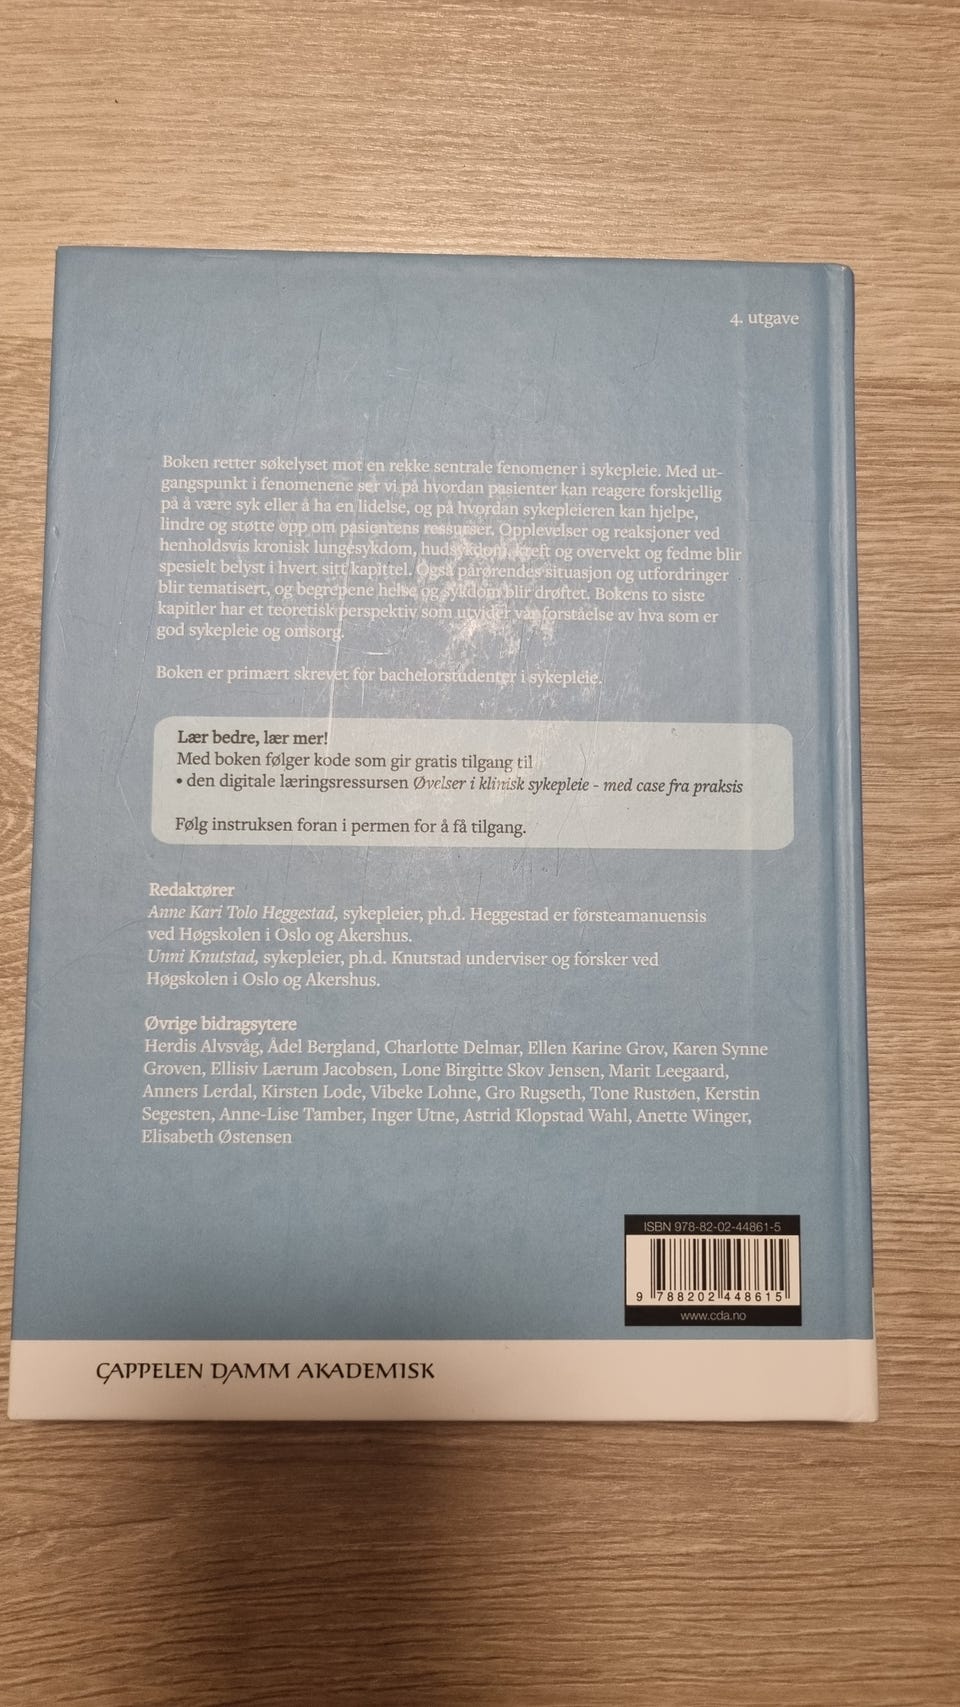 4. utgave
Boken retter søkelyset mot en rekke sentrale fenomener i sykepleie. Med ut-
gangspunkt i fenomenene ser vi på hvordan pasienter kan reagere forskjellig
på å være syk eller å ha en lidelse, og på hvordan sykepleieren kan hjelpe,
lindre og støtte opp om pasientens ressurser. Opplevelser og reaksjoner ved
henholdsvis kronisk lungesykdom, hudsykdom, kreft og overvekt og fedme blir
spesielt belyst i hvert sitt kapittel. Også pårørendes situasjon og utfordringer
blir tematisert, og begrepene helse og sykdom blir drøftet. Bokens to siste
kapitler har et teoretisk perspektiv som utvider vår forståelse av hva som er
god sykepleie og omsorg.
Boken er primært skrevet for bachelorstudenter i sykepleie.
Lær bedre, lær mer!
Med boken følger kode som gir gratis tilgang til
• den digitale læringsressursen Øvelser i klinisk sykepleie - med case fra praksis
Følg instruksen foran i permen for å få tilgang.
Redaktører
Anne Kari Tolo Heggestad, sykepleier, ph.d. Heggestad er førsteamanuensis
ved Høgskolen i Oslo og Akershus.
Unni Knutstad, sykepleier, ph.d. Knutstad underviser og forsker ved
Høgskolen i Oslo og Akershus.
Øvrige bidragsytere
Herdis Alvsvåg, Ådel Bergland, Charlotte Delmar, Ellen Karine Grov, Karen Synne
Groven, Ellisiv Lærum Jacobsen, Lone Birgitte Skov Jensen, Marit Leegaard,
Anners Lerdal, Kirsten Lode, Vibeke Lohne, Gro Rugseth, Tone Rustøen, Kerstin
Segesten, Anne-Lise Tamber, Inger Utne, Astrid Klopstad Wahl, Anette Winger,
Elisabeth Østensen
ISBN 978-82-02-44861-5
9 788202 448615
www.cda.no
CAPPELEN DAMM AKADEMISK